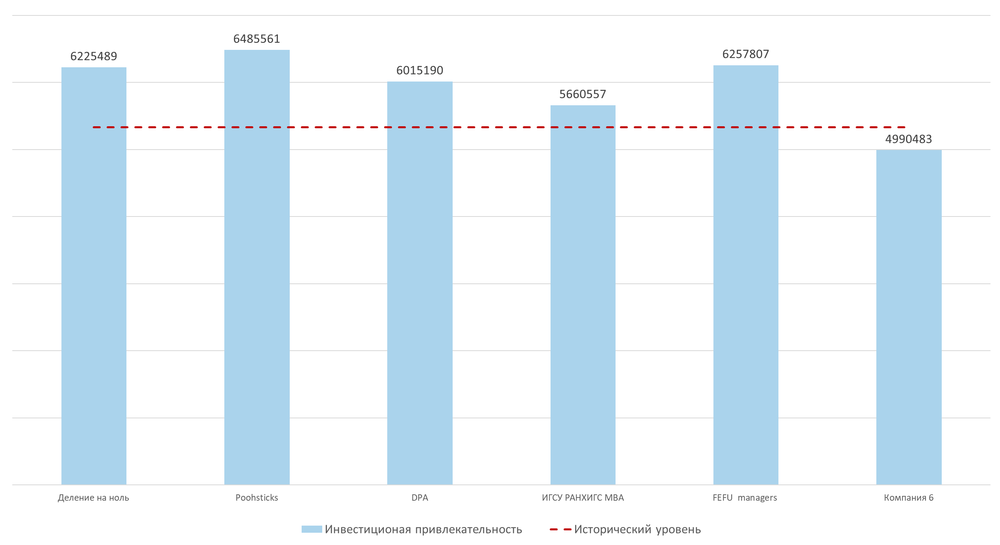 6225489
6485561
6015190
5660557
6257807
4990483
Деление на ноль
Poohsticks
DPA
ИГСУ РАНХИГС MBA
FEFU  managers
Компания 6
Инвестиционая привлекательность
Исторический уровень